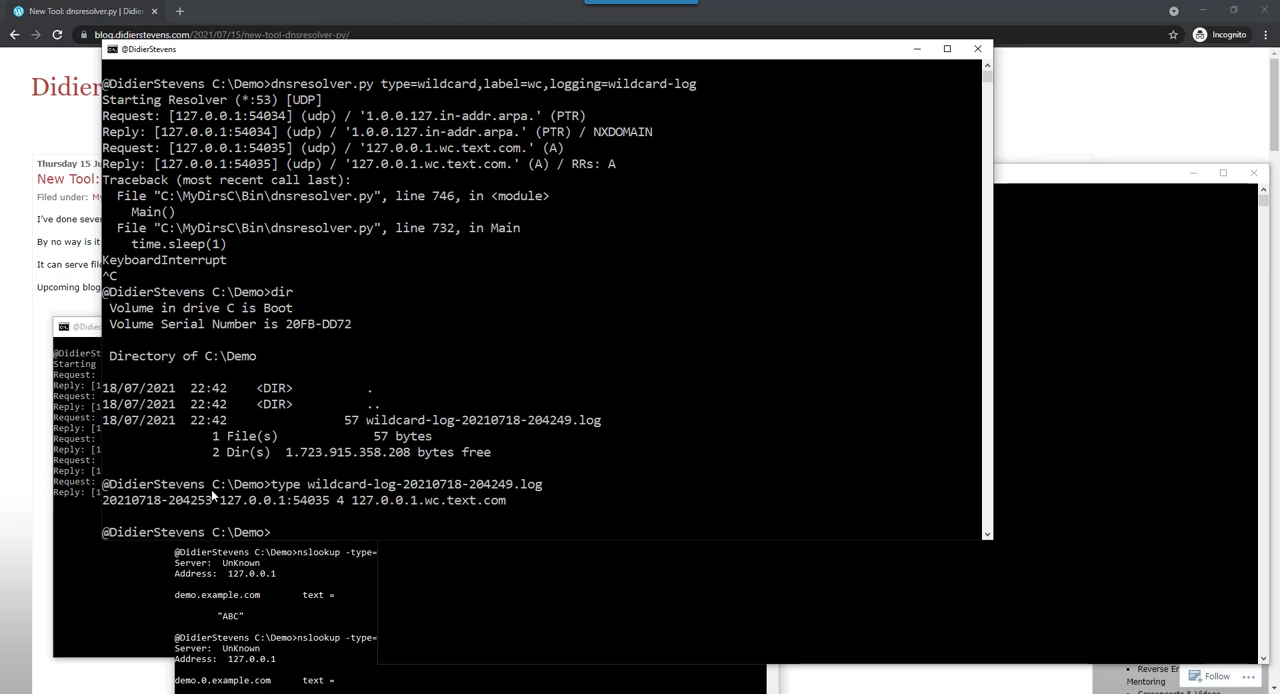 New Tool: dnsresolver.py | Didier
blog.didierstevens.com/2021/07/15/new-tool-dnsresolver-py/
Incognito
@DidierStevens
Didier
@DidierStevens C:\Demo>dnsresolver.py type=wildcard,label=wc,logging=wildcard-log
Starting Resolver (*:53) [UDP]
Request: [127.0.0.1:54034] (udp) / '1.0.0.127.in-addr.arpa.' (PTR)
Reply: [127.0.0.1:54034] (udp) / '1.0.0.127.in-addr.arpa.' (PTR) / NXDOMAIN
Request: [127.0.0.1:54035] (udp) / '127.0.0.1.wc.text.com.' (A)
Reply: [127.0.0.1:54035] (udp) / '127.0.0.1.wc.text.com.' (A) / RRs: A
Traceback (most recent call last):
File "C:\MyDirsC\Bin\dnsresolver.py", line 746, in <module>
Main()
File "C:\MyDirsC\Bin\dnsresolver.py", line 732, in Main
time.sleep(1)
KeyboardInterrupt
^C
@DidierStevens C:\Demo>dir
Volume in drive C is Boot
Volume Serial Number is 20FB-DD72
Directory of C:\Demo
18/07/2021 22:42 <DIR> .
18/07/2021 22:42 <DIR> ..
18/07/2021 22:42 57 wildcard-log-20210718-204249.log
1 File(s) 57 bytes
2 Dir(s) 1.723.915.358.208 bytes free
@DidierStevens C:\Demo>type wildcard-log-20210718-204249.log
20210718-204253 127.0.0.1:54035 4 127.0.0.1.wc.text.com
@DidierStevens C:\Demo>
Thursday 15 Ju
New Tool:
Filed under: My
I've done sever
By no way is it
It can serve file
Upcoming blog
@Didier
@DidierSt
Starting
Request:
Reply: [1
Request:
Reply: [1
Request:
Reply: [1
Request:
Reply: [1
Request:
Reply: [1
Request:
Reply: [1
Request:
Reply: [1
@DidierStevens C:\Demo>nslookup -type=
Server: UnKnown
Address: 127.0.0.1
demo.example.com text =
"ABC"
@DidierStevens C:\Demo>nslookup -type=
Server: UnKnown
Address: 127.0.0.1
demo.0.example.com text =
Reverse En
Mentoring
Follow